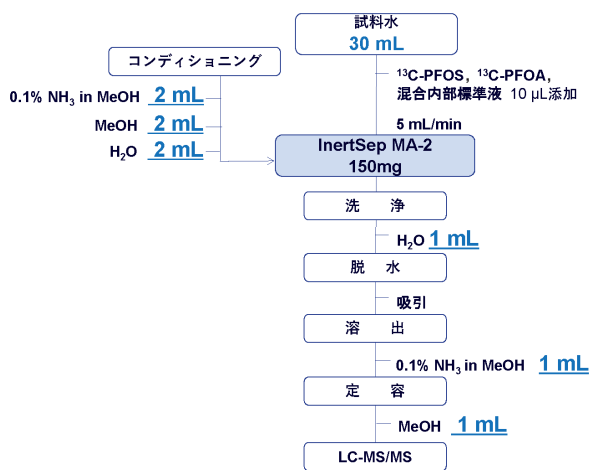 試料水
30 mL
コンディショニング
0.1% NH₃ in MeOH 2 mL
MeOH 2 mL
H₂O 2 mL
¹³C-PFOS, ¹³C-PFOA,
混合内部標準液 10 µL添加
5 mL/min
InertSep MA-2
150mg
洗 浄
H₂O 1 mL
脱 水
吸引
溶 出
0.1% NH₃ in MeOH 1 mL
定 容
MeOH 1 mL
LC-MS/MS